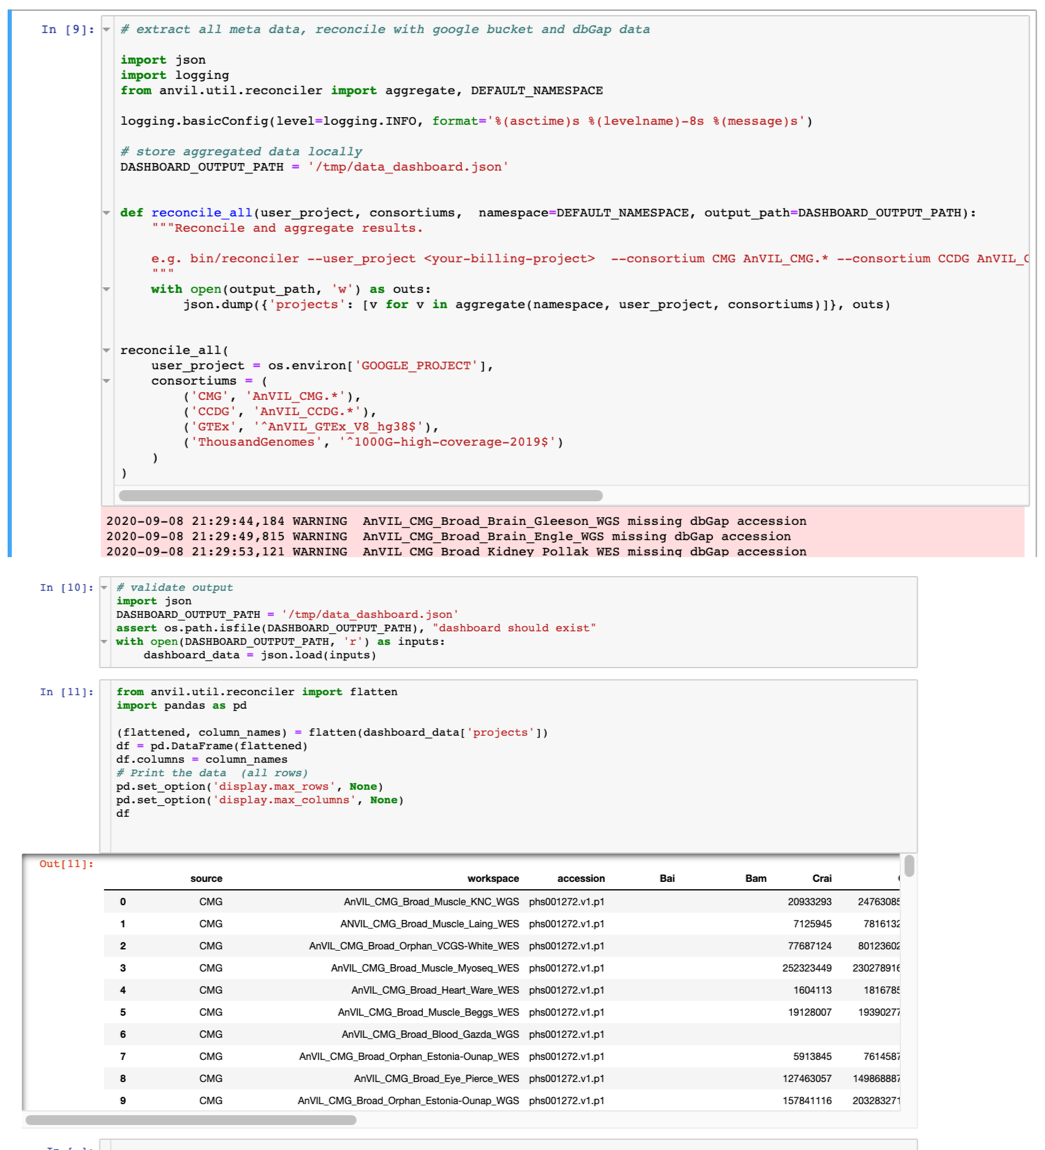 In [9]:
# extract all meta data, reconcile with google bucket and dbGap data
import json
import logging
from anvil.util.reconciler import aggregate, DEFAULT_NAMESPACE
logging.basicConfig(level=logging.INFO, format='%(asctime)s %(levelname)-8s %(message)s')
# store aggregated data locally
DASHBOARD_OUTPUT_PATH = '/tmp/data_dashboard.json'
def reconcile_all(user_project, consortiums,  namespace=DEFAULT_NAMESPACE, output_path=DASHBOARD_OUTPUT_PATH):
    """Reconcile and aggregate results.
    e.g. bin/reconciler --user_project <your-billing-project>  --consortium CMG AnVIL_CMG.* --consortium CCDG AnVIL_C
    """
    with open(output_path, 'w') as outs:
        json.dump({'projects': [v for v in aggregate(namespace, user_project, consortiums)]}, outs)
reconcile_all(
    user_project = os.environ['GOOGLE_PROJECT'],
    consortiums = (
        ('CMG', 'AnVIL_CMG.*'),
        ('CCDG', 'AnVIL_CCDG.*'),
        ('GTEx', '^AnVIL_GTEx_V8_hg38$'),
        ('ThousandGenomes', '^1000G-high-coverage-2019$')
    )
)
2020-09-08 21:29:44,184 WARNING  AnVIL_CMG_Broad_Brain_Gleeson_WGS missing dbGap accession
2020-09-08 21:29:49,815 WARNING  AnVIL_CMG_Broad_Brain_Engle_WGS missing dbGap accession
2020-09-08 21:29:53,121 WARNING  AnVIL_CMG_Broad_Kidney_Pollak_WES missing dbGap accession
In [10]:
# validate output
import json
DASHBOARD_OUTPUT_PATH = '/tmp/data_dashboard.json'
assert os.path.isfile(DASHBOARD_OUTPUT_PATH), "dashboard should exist"
with open(DASHBOARD_OUTPUT_PATH, 'r') as inputs:
    dashboard_data = json.load(inputs)
In [11]:
from anvil.util.reconciler import flatten
import pandas as pd
(flattened, column_names) = flatten(dashboard_data['projects'])
df = pd.DataFrame(flattened)
df.columns = column_names
# Print the data  (all rows)
pd.set_option('display.max_rows', None)
pd.set_option('display.max_columns', None)
df
Out[11]:
source workspace accession Bai Bam Crai
0 CMG AnVIL_CMG_Broad_Muscle_KNC_WGS phs001272.v1.p1 20933293 24763085
1 CMG ANVIL_CMG_Broad_Muscle_Laing_WES phs001272.v1.p1 7125945 7816132
2 CMG AnVIL_CMG_Broad_Orphan_VCGS-White_WES phs001272.v1.p1 77687124 80123602
3 CMG AnVIL_CMG_Broad_Muscle_Myoseq_WES phs001272.v1.p1 252323449 230278916
4 CMG AnVIL_CMG_Broad_Heart_Ware_WES phs001272.v1.p1 1604113 1816785
5 CMG AnVIL_CMG_Broad_Muscle_Beggs_WES phs001272.v1.p1 19128007 19390277
6 CMG AnVIL_CMG_Broad_Blood_Gazda_WGS phs001272.v1.p1
7 CMG AnVIL_CMG_Broad_Orphan_Estonia-Ounap_WES phs001272.v1.p1 5913845 7614587
8 CMG AnVIL_CMG_Broad_Eye_Pierce_WES phs001272.v1.p1 127463057 149868887
9 CMG AnVIL_CMG_Broad_Orphan_Estonia-Ounap_WGS phs001272.v1.p1 157841116 203283271